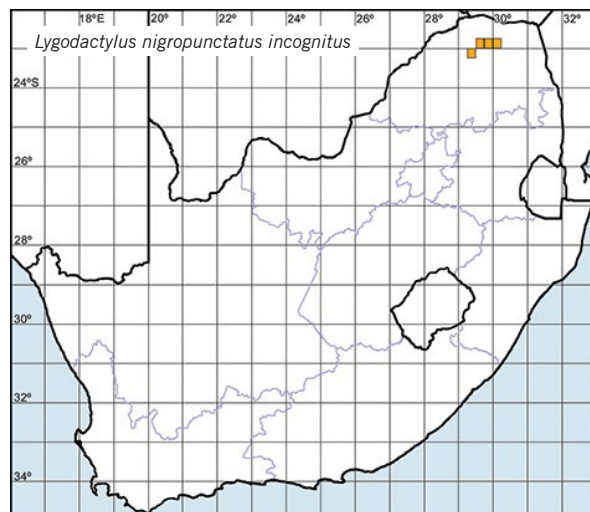 18°E 20° 22° 24° 26° 28° 30° 32°
Lygodactylus nigropunctatus incognitus
24°S
26°
28°
30°
32°
34°